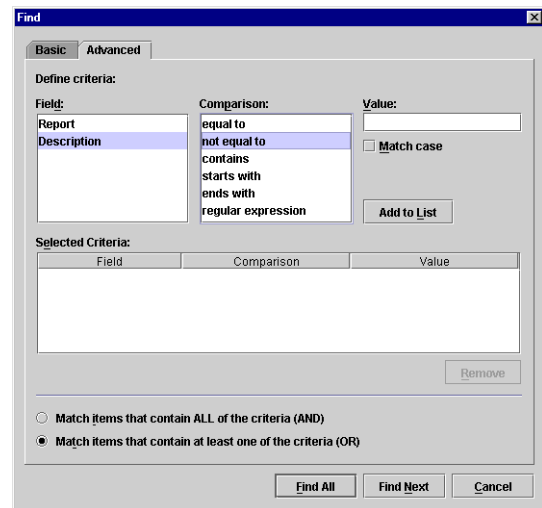 Find
Basic Advanced
Define criteria:
Field: Comparison: Value:
Report equal to
Description not equal to Match case
contains
starts with
ends with
regular expression Add to List
Selected Criteria:
Field Comparison Value
Remove
Match items that contain ALL of the criteria (AND)
Match items that contain at least one of the criteria (OR)
Find All Find Next Cancel